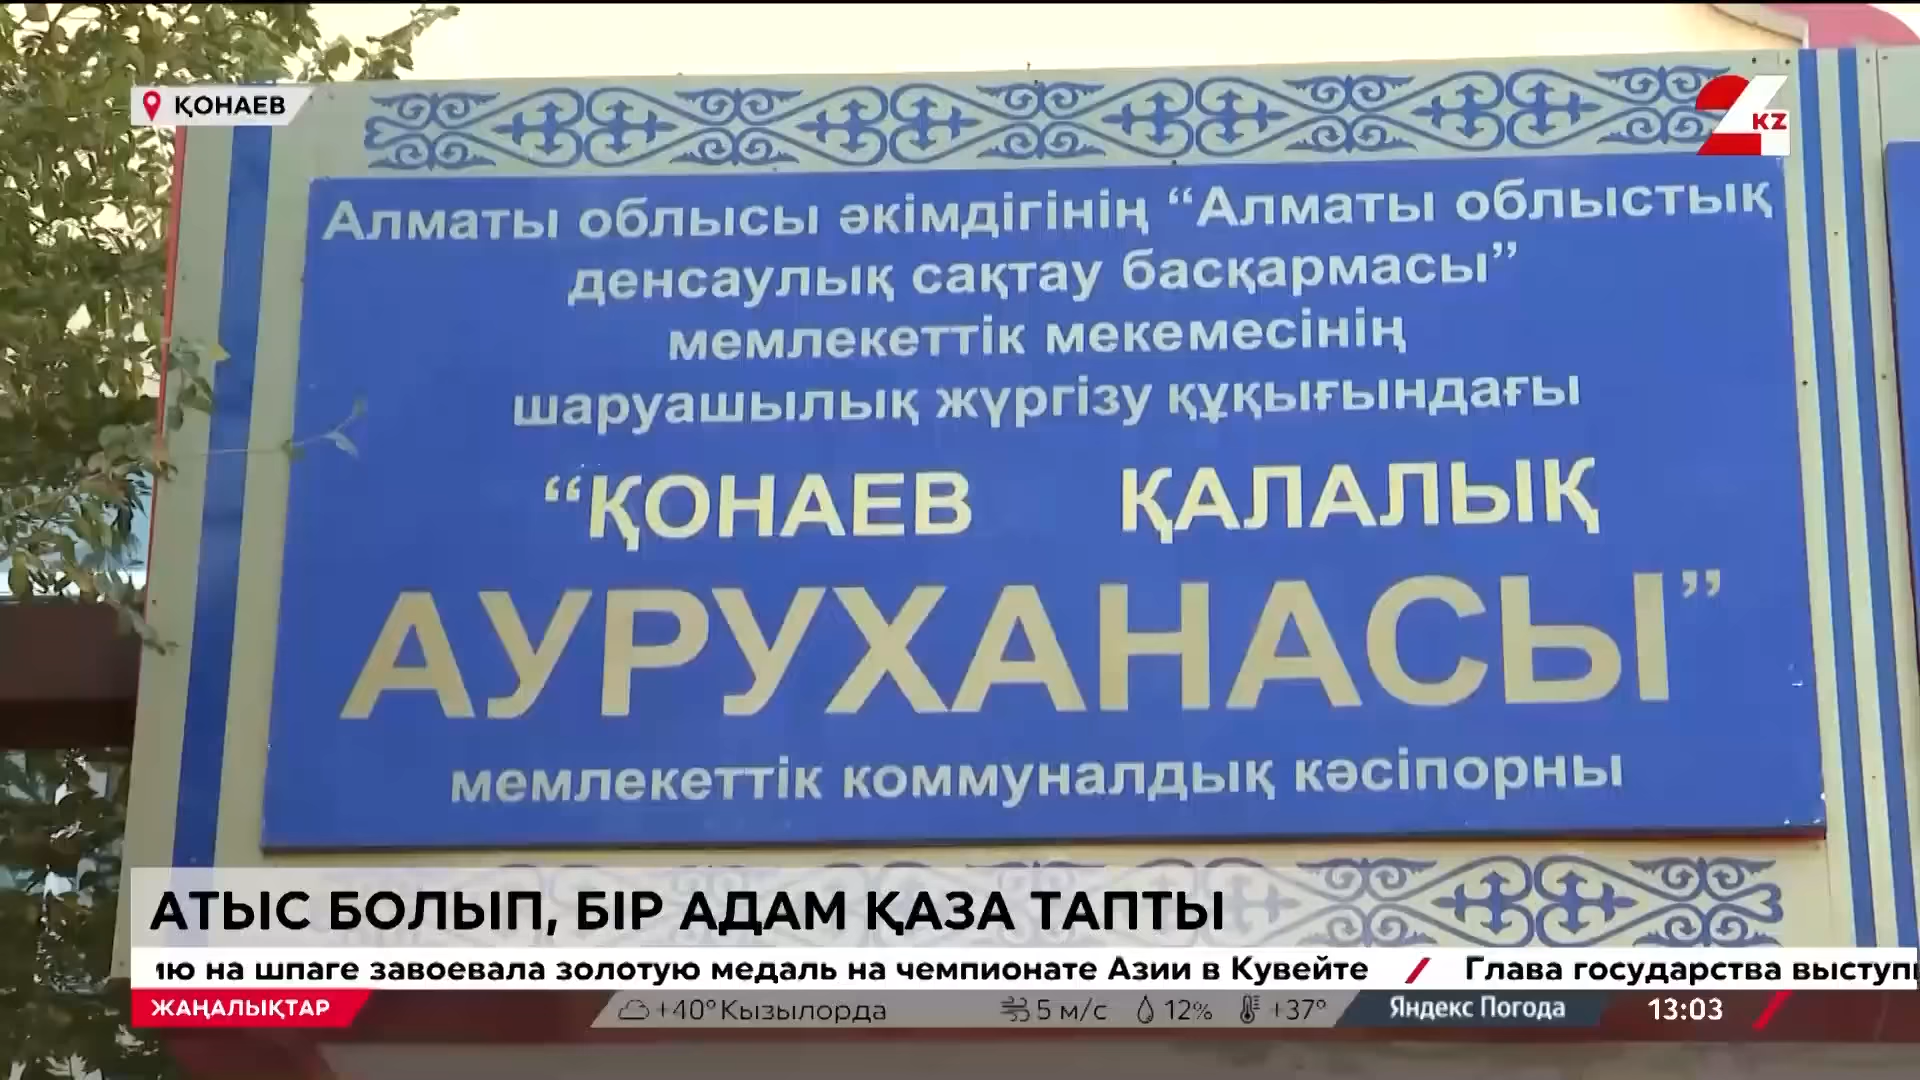 ҚОНАЕВ
24
KZ
Алматы облысы әкімдігінің “Алматы облыстық
денсаулық сақтау басқармасы”
мемлекеттік мекемесінің
шаруашылық жүргізу құқығындағы
“ҚОНАЕВ ҚАЛАЛЫҚ
АУРУХАНАСЫ”
мемлекеттік коммуналдық кәсіпорны
АТЫС БОЛЫП, БІР АДАМ ҚАЗА ТАПТЫ
на шпаге завоевала золотую медаль на чемпионате Азии в Кувейте / Глава государства
ЖАҢАЛЫҚТАР +40° Кызылорда 5 м/с 12% +37° Яндекс Погода 13:03